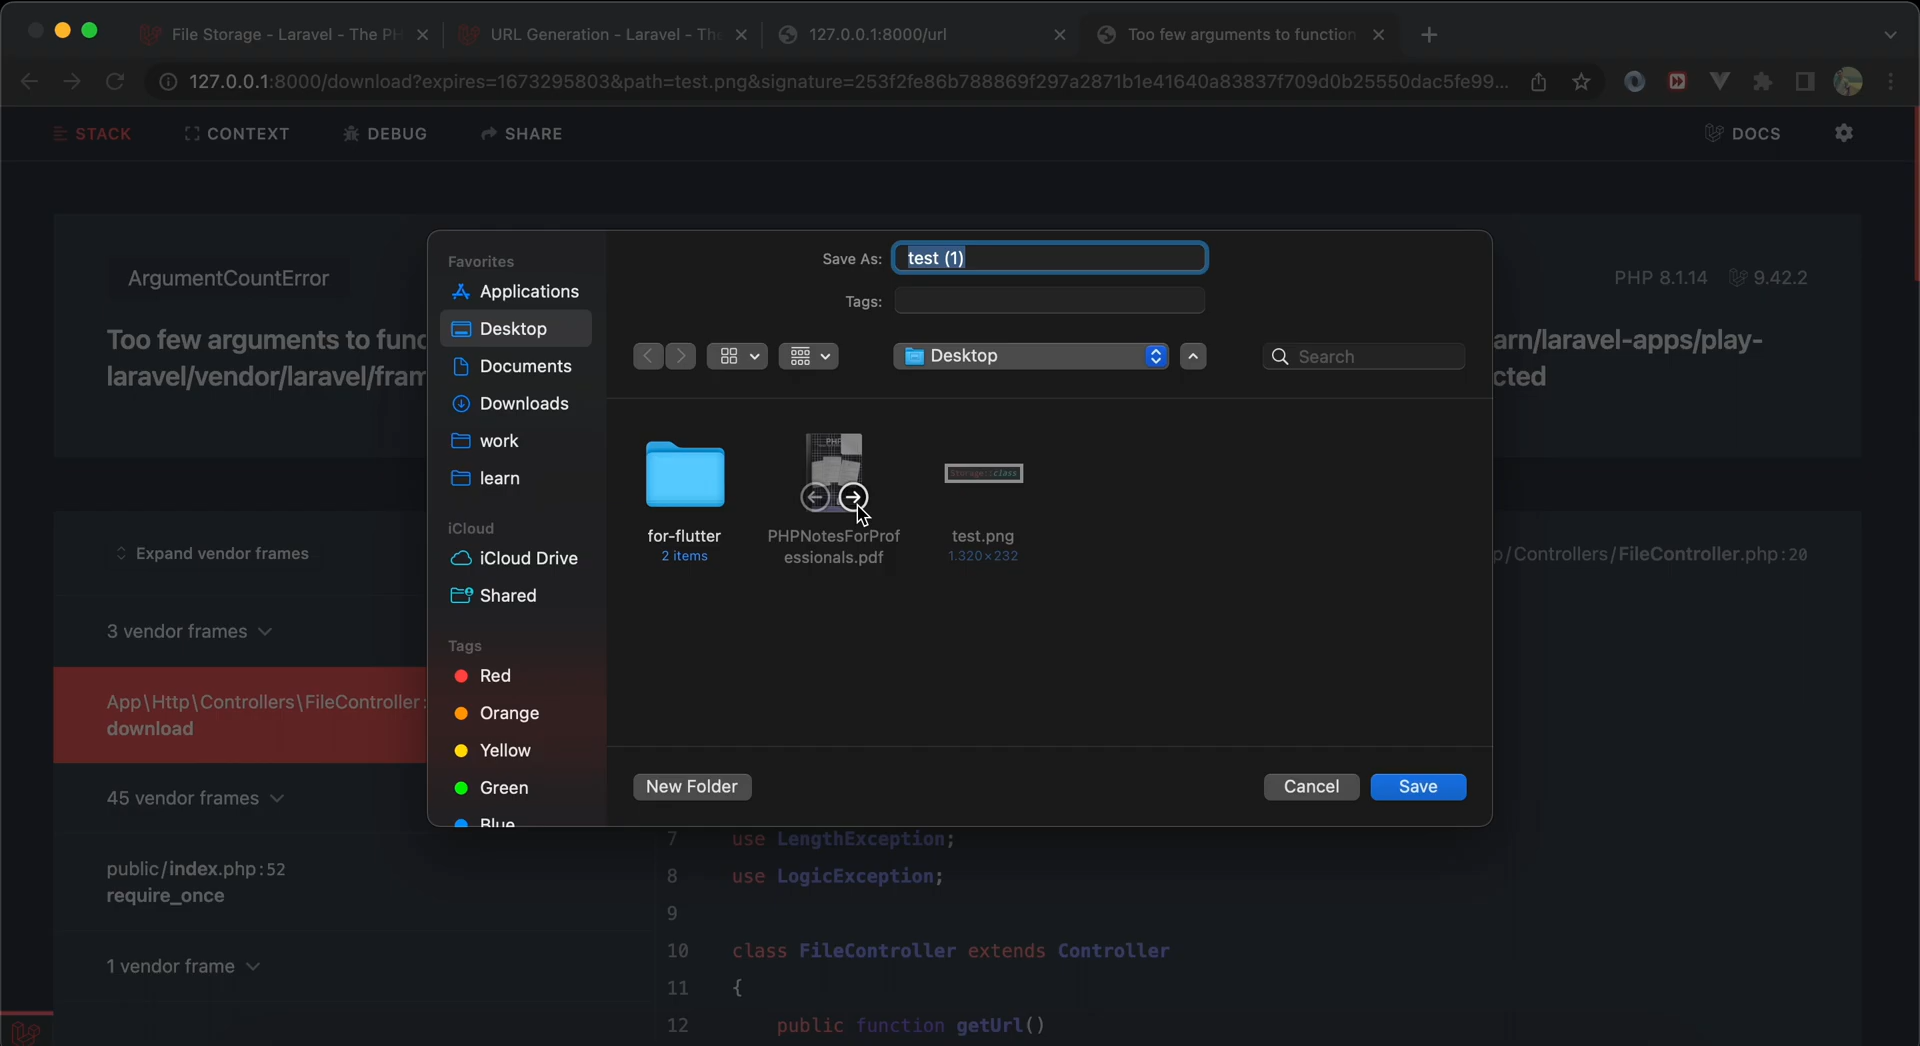 File Storage - Laravel - The PH
URL Generation - Laravel - The
127.0.0.1:8000/url
Too few arguments to function
127.0.0.1:8000/download?expires=1673295803&path=test.png&signature=253f2fe86b788869f297a2871b1e41640a83837f709d0b25550dac5fe99...
STACK
CONTEXT
DEBUG
SHARE
DOCS
ArgumentCountError
PHP 8.1.14
9.42.2
Too few arguments to func
arn/laravel-apps/play-
laravel/vendor/laravel/fram
cted
Expand vendor frames
p/Controllers/FileController.php:20
3 vendor frames
App\Http\Controllers\FileController:
download
45 vendor frames
public/index.php:52
require_once
1 vendor frame
Favorites
Applications
Desktop
Documents
Downloads
work
learn
iCloud
iCloud Drive
Shared
Tags
Red
Orange
Yellow
Green
Blue
Save As: test (1)
Tags:
Desktop
Search
PHP
Storage::class
for-flutter
2 items
PHPNotesForProf
essionals.pdf
test.png
1.320×232
New Folder
Cancel
Save
7 use LengthException;
8 use LogicException;
9
10 class FileController extends Controller
11 {
12 public function getUrl()